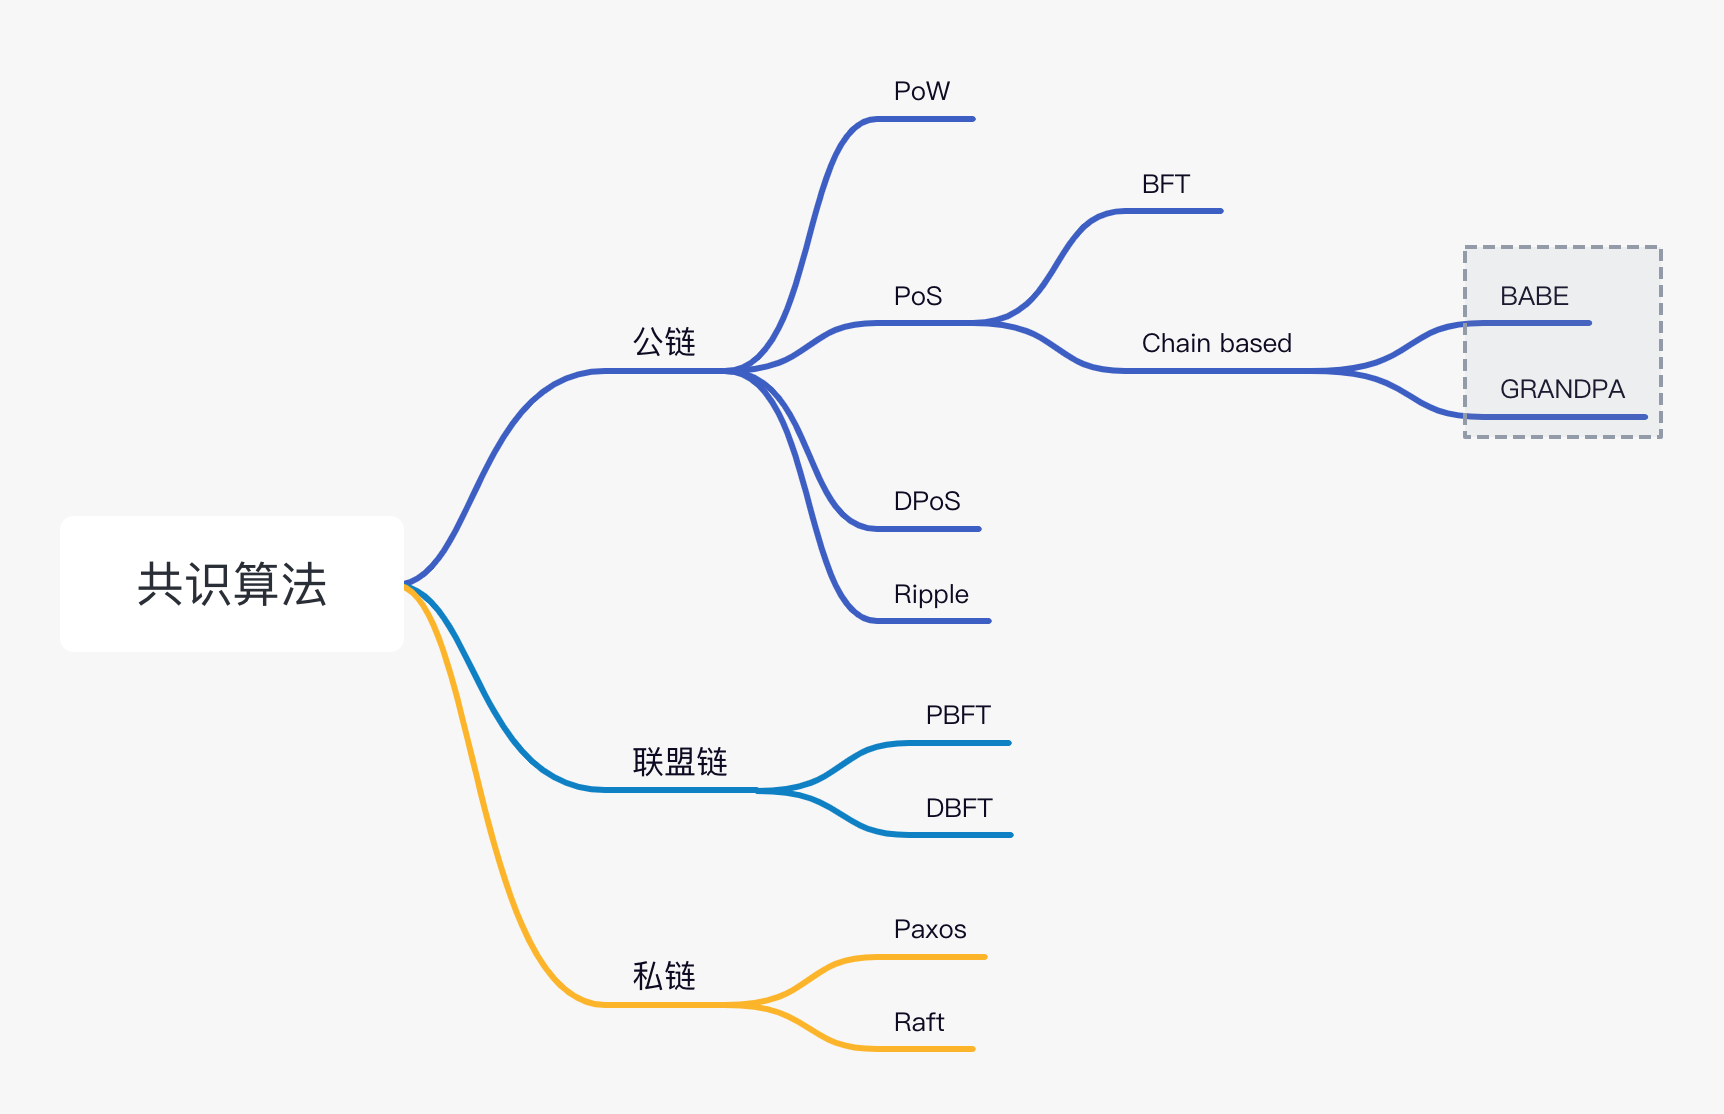 共识算法
公链
PoW
PoS
BFT
Chain based
BABE
GRANDPA
DPoS
Ripple
联盟链
PBFT
DBFT
私链
Paxos
Raft